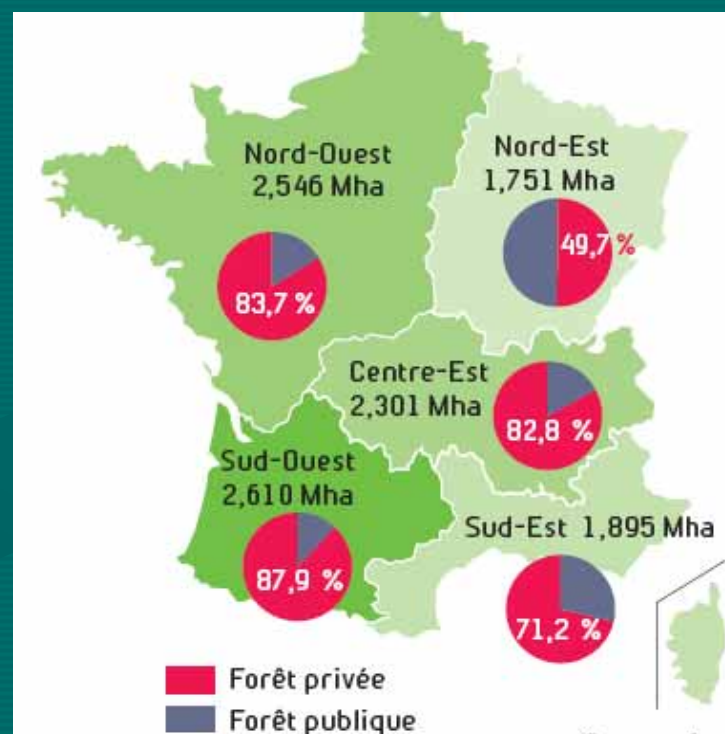 Nord-Ouest
2,546 Mha
83,7 %
Nord-Est
1,751 Mha
49,7 %
Centre-Est
2,301 Mha
82,8 %
Sud-Ouest
2,610 Mha
87,9 %
Sud-Est 1,895 Mha
71,2 %
Forêt privée
Forêt publique